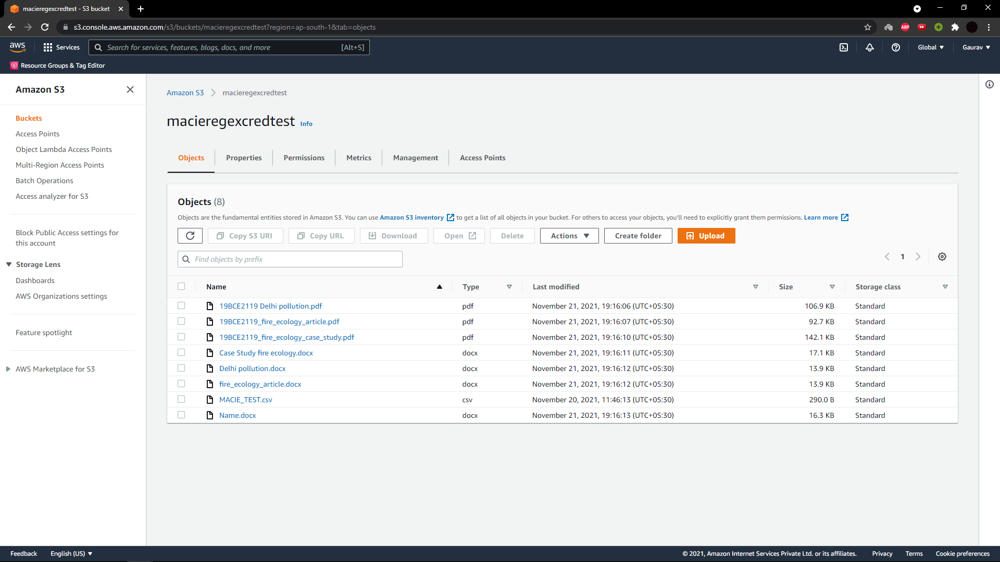 macieregexcredtest - S3 bucket
s3.console.aws.amazon.com/s3/buckets/macieregexcredtest?region=ap-south-1&tab=objects
ABP
aws
Services
Search for services, features, blogs, docs, and more [Alt+S]
Global
Gaurav
Resource Groups & Tag Editor
Amazon S3
Buckets
Access Points
Object Lambda Access Points
Multi-Region Access Points
Batch Operations
Access analyzer for S3
Block Public Access settings for
this account
Storage Lens
Dashboards
AWS Organizations settings
Feature spotlight
AWS Marketplace for S3
Amazon S3 macieregexcredtest
macieregexcredtest Info
Objects Properties Permissions Metrics Management Access Points
Objects (8)
Objects are the fundamental entities stored in Amazon S3. You can use Amazon S3 inventory to get a list of all objects in your bucket. For others to access your objects, you'll need to explicitly grant them permissions. Learn more
Copy S3 URI Copy URL Download Open Delete Actions Create folder Upload
Find objects by prefix
1
Name Type Last modified Size Storage class
19BCE2119 Delhi pollution.pdf pdf November 21, 2021, 19:16:06 (UTC+05:30) 106.9 KB Standard
19BCE2119_fire_ecology_article.pdf pdf November 21, 2021, 19:16:07 (UTC+05:30) 92.7 KB Standard
19BCE2119_fire_ecology_case_study.pdf pdf November 21, 2021, 19:16:10 (UTC+05:30) 142.1 KB Standard
Case Study fire ecology.docx docx November 21, 2021, 19:16:11 (UTC+05:30) 17.1 KB Standard
Delhi pollution.docx docx November 21, 2021, 19:16:12 (UTC+05:30) 13.9 KB Standard
fire_ecology_article.docx docx November 21, 2021, 19:16:12 (UTC+05:30) 13.9 KB Standard
MACIE_TEST.csv csv November 20, 2021, 11:46:13 (UTC+05:30) 290.0 B Standard
Name.docx docx November 21, 2021, 19:16:13 (UTC+05:30) 16.3 KB Standard
Feedback English (US) © 2021, Amazon Internet Services Private Ltd. or its affiliates. Privacy Terms Cookie preferences